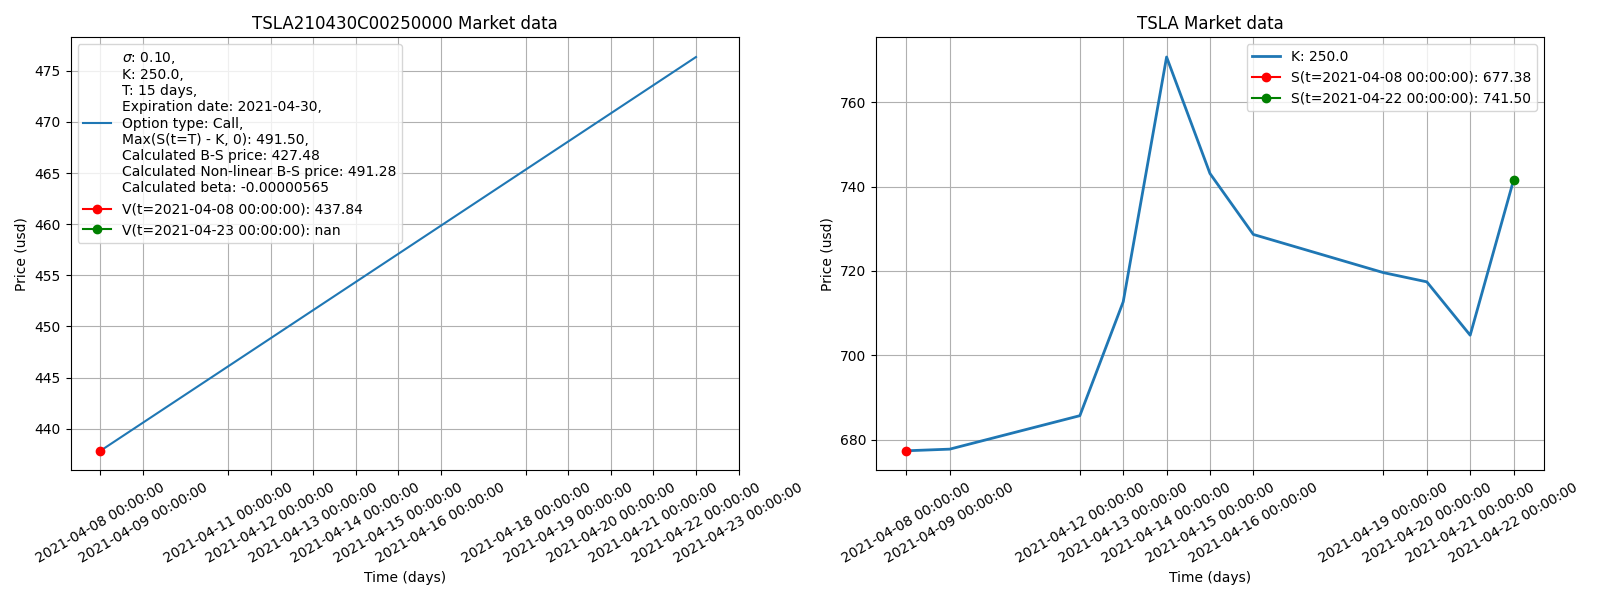 TSLA210430C00250000 Market data
σ: 0.10,
K: 250.0,
T: 15 days,
Expiration date: 2021-04-30,
Option type: Call,
Max(S(t=T) - K, 0): 491.50,
Calculated B-S price: 427.48
Calculated Non-linear B-S price: 491.28
Calculated beta: -0.00000565
V(t=2021-04-08 00:00:00): 437.84
V(t=2021-04-23 00:00:00): nan
Price (usd)
475
470
465
460
455
450
445
440
2021-04-08 00:00:00
2021-04-09 00:00:00
2021-04-11 00:00:00
2021-04-12 00:00:00
2021-04-13 00:00:00
2021-04-14 00:00:00
2021-04-15 00:00:00
2021-04-16 00:00:00
2021-04-18 00:00:00
2021-04-19 00:00:00
2021-04-20 00:00:00
2021-04-21 00:00:00
2021-04-22 00:00:00
2021-04-23 00:00:00
Time (days)
TSLA Market data
K: 250.0
S(t=2021-04-08 00:00:00): 677.38
S(t=2021-04-22 00:00:00): 741.50
Price (usd)
760
740
720
700
680
2021-04-08 00:00:00
2021-04-09 00:00:00
2021-04-12 00:00:00
2021-04-13 00:00:00
2021-04-14 00:00:00
2021-04-15 00:00:00
2021-04-16 00:00:00
2021-04-19 00:00:00
2021-04-20 00:00:00
2021-04-21 00:00:00
2021-04-22 00:00:00
Time (days)